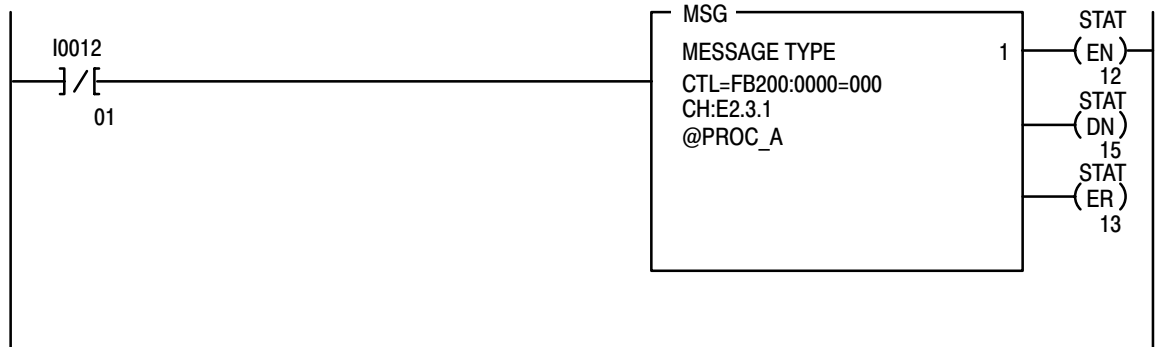 MSG
STAT
I0012
MESSAGE TYPE 1
EN
] / [
CTL=FB200:0000=000
12
01
CH:E2.3.1
STAT
@PROC_A
DN
15
STAT
ER
13